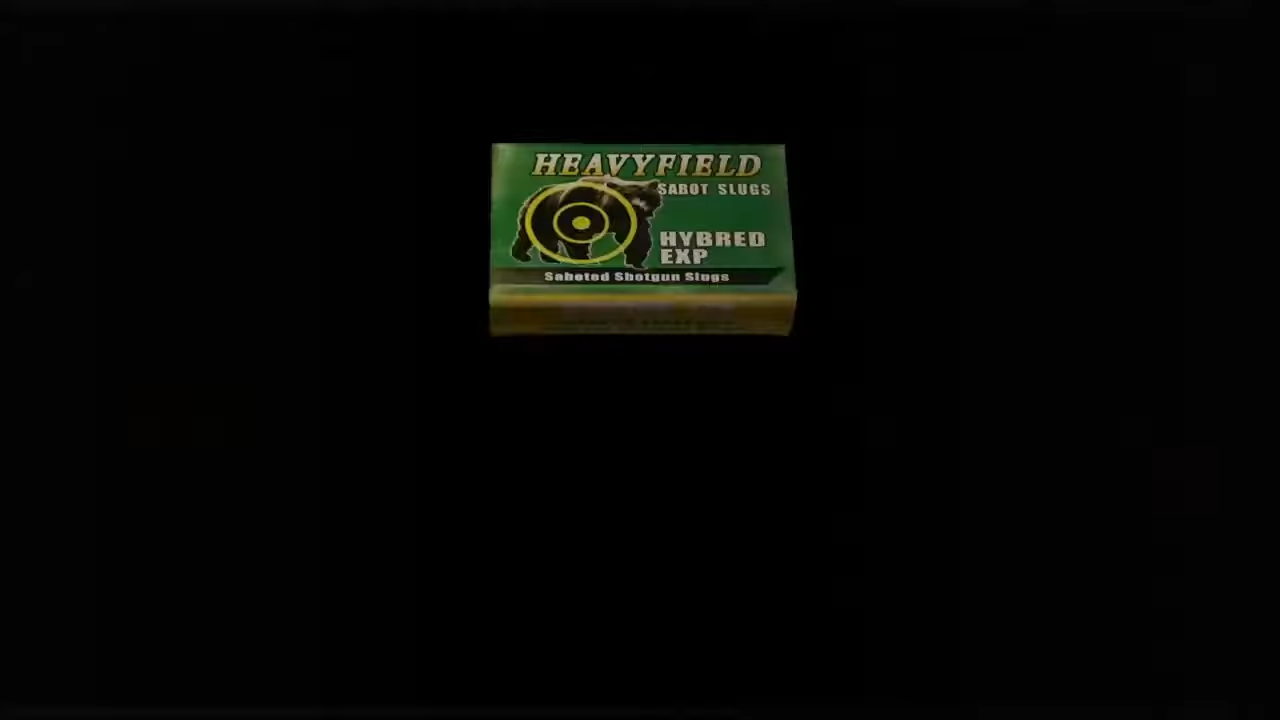 HEAVYFIELD
SABOT SLUGS
HYBRED
EXP
Saboted Shotgun Slugs